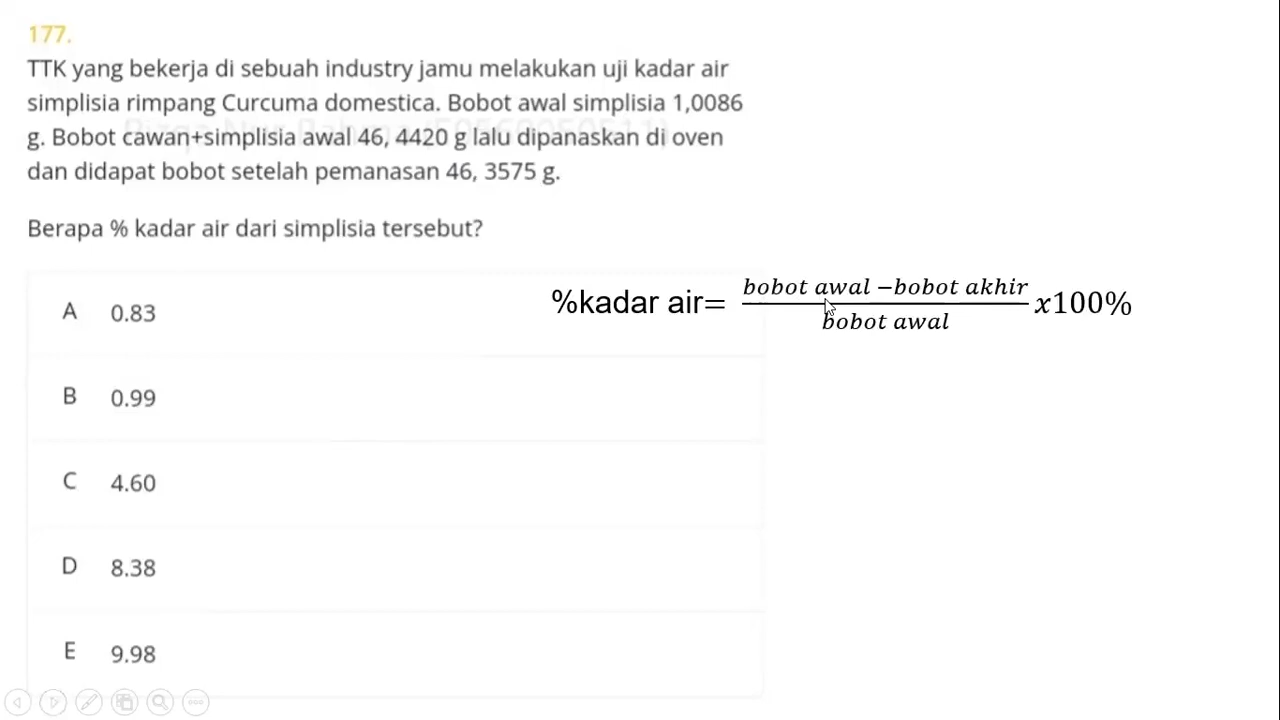 177.
TTK yang bekerja di sebuah industry jamu melakukan uji kadar air
simplisia rimpang Curcuma domestica. Bobot awal simplisia 1,0086
g. Bobot cawan+simplisia awal 46, 4420 g lalu dipanaskan di oven
dan didapat bobot setelah pemanasan 46, 3575 g.
Berapa % kadar air dari simplisia tersebut?
A 0.83
%kadar air= bobot awal −bobot akhir / bobot awal x100%
B 0.99
C 4.60
D 8.38
E 9.98